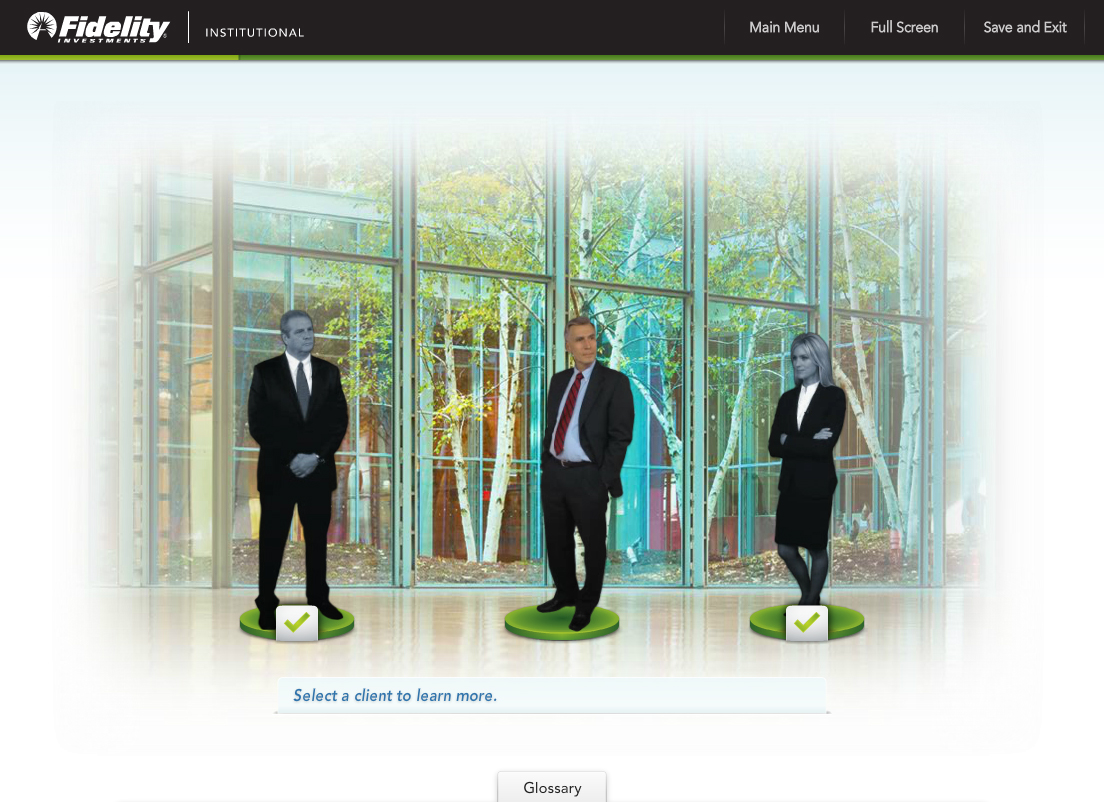 Fidelity
INVESTMENTS
INSTITUTIONAL
Main Menu
Full Screen
Save and Exit
Select a client to learn more.
Glossary